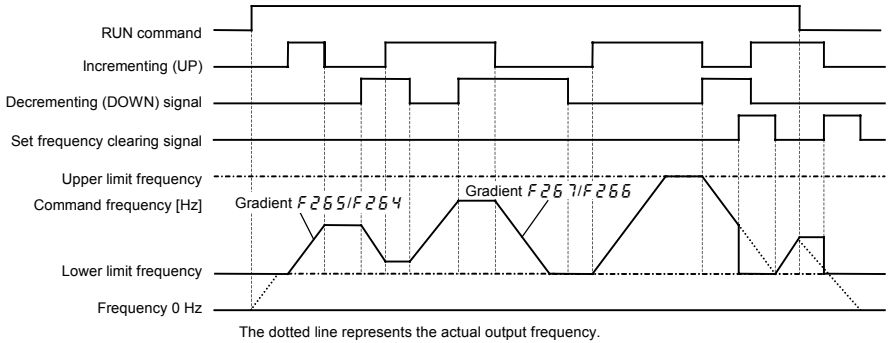 RUN command
Incrementing (UP)
Decrementing (DOWN) signal
Set frequency clearing signal
Upper limit frequency
Command frequency [Hz]
Gradient F265/F264
Gradient F267/F266
Lower limit frequency
Frequency 0 Hz
The dotted line represents the actual output frequency.